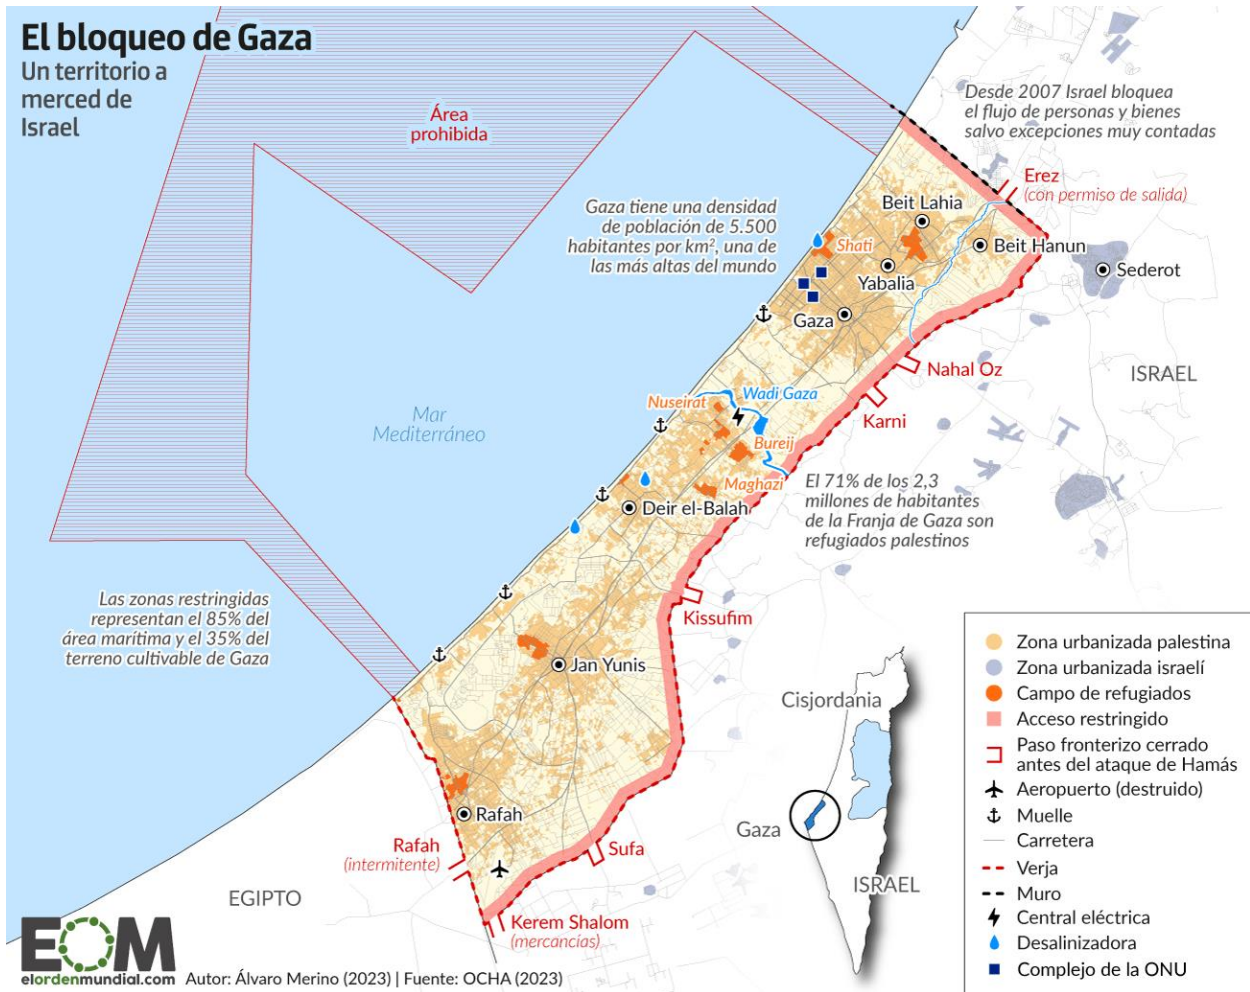 El bloqueo de Gaza
Un territorio a
merced de
Israel
Área
prohibida
Desde 2007 Israel bloquea
el flujo de personas y bienes
salvo excepciones muy contadas
Erez
(con permiso de salida)
Gaza tiene una densidad
de población de 5.500
habitantes por km², una de
las más altas del mundo
Beit Lahia
Shati
Beit Hanun
Sederot
Yabalia
Gaza
Nahal Oz
ISRAEL
Karni
Mar
Mediterráneo
Nuseirat
Wadi Gaza
Bureij
Maghazi
Deir el-Balah
El 71% de los 2,3
millones de habitantes
de la Franja de Gaza son
refugiados palestinos
Las zonas restringidas
representan el 85% del
área marítima y el 35% del
terreno cultivable de Gaza
Kissufim
Jan Yunis
Rafah
Rafah
(intermitente)
Sufa
EGIPTO
Kerem Shalom
(mercancías)
Cisjordania
Gaza
ISRAEL
Zona urbanizada palestina
Zona urbanizada israelí
Campo de refugiados
Acceso restringido
Paso fronterizo cerrado
antes del ataque de Hamás
Aeropuerto (destruido)
Muelle
Carretera
Verja
Muro
Central eléctrica
Desalinizadora
Complejo de la ONU
EOM
elordenmundial.com
Autor: Álvaro Merino (2023) | Fuente: OCHA (2023)